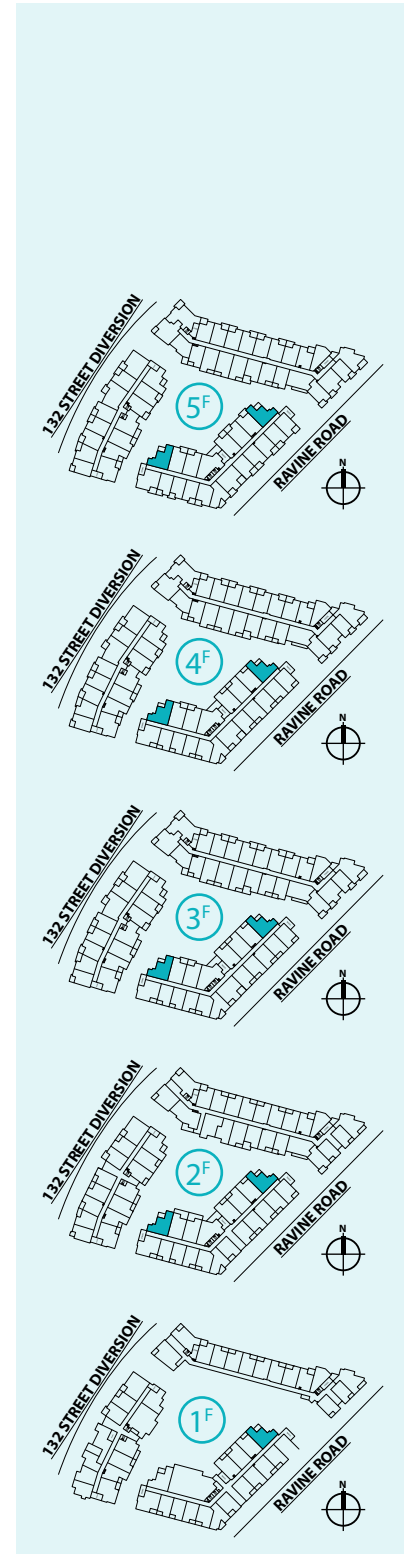 132 STREET DIVERSION
5F
RAVINE ROAD
N
132 STREET DIVERSION
4F
RAVINE ROAD
N
132 STREET DIVERSION
3F
RAVINE ROAD
N
132 STREET DIVERSION
2F
RAVINE ROAD
N
132 STREET DIVERSION
1F
RAVINE ROAD
N